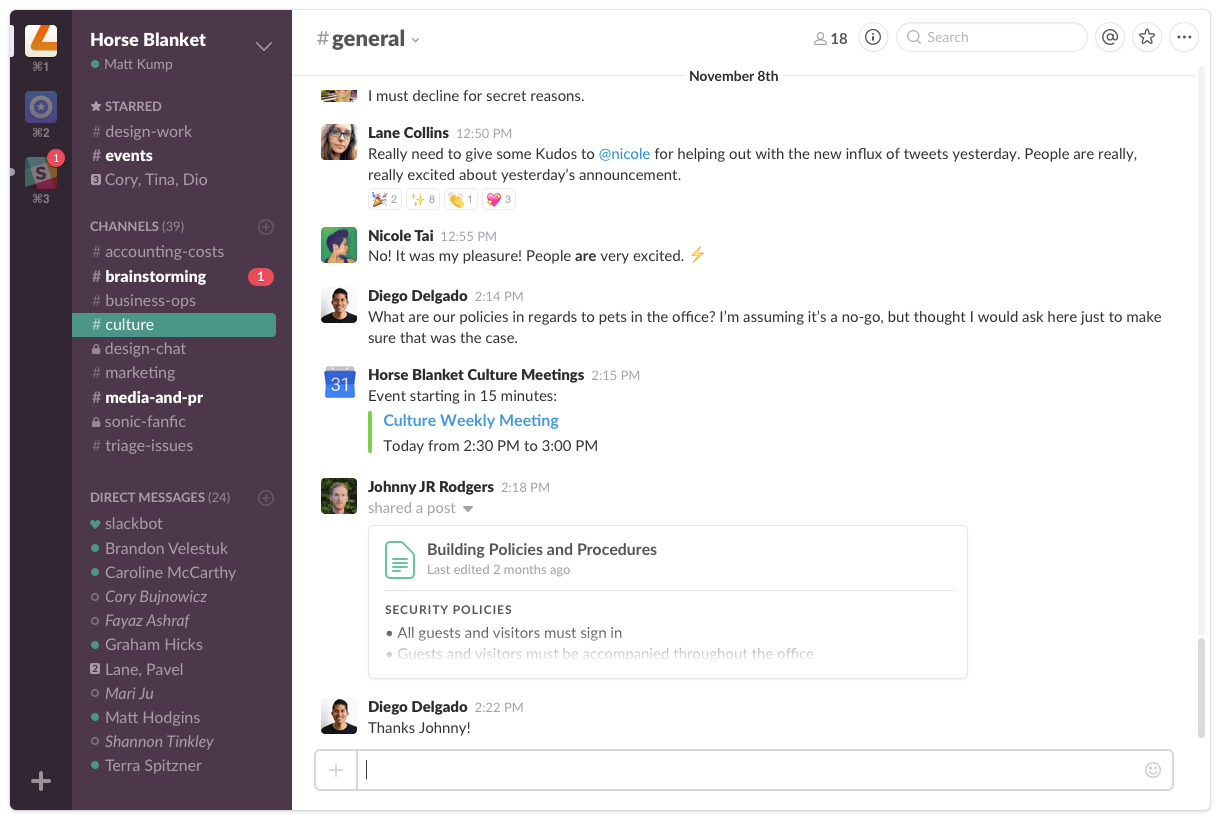 ⌘1
⌘2
1
⌘3
Horse Blanket
Matt Kump
STARRED
# design-work
# events
3 Cory, Tina, Dio
CHANNELS (39)
# accounting-costs
# brainstorming 1
# business-ops
# culture
design-chat
# marketing
# media-and-pr
sonic-fanfic
# triage-issues
DIRECT MESSAGES (24)
slackbot
Brandon Velestuk
Caroline McCarthy
Cory Bujnowicz
Fayaz Ashraf
Graham Hicks
2 Lane, Pavel
Mari Ju
Matt Hodgins
Shannon Tinkley
Terra Spitzner
#general
18
Search
November 8th
I must decline for secret reasons.
Lane Collins 12:50 PM
Really need to give some Kudos to @nicole for helping out with the new influx of tweets yesterday. People are really,
really excited about yesterday’s announcement.
🎉 2 ✨ 8 👏 1 💖 3
Nicole Tai 12:55 PM
No! It was my pleasure! People are very excited. ⚡
Diego Delgado 2:14 PM
What are our policies in regards to pets in the office? I’m assuming it’s a no-go, but thought I would ask here just to make
sure that was the case.
31
Horse Blanket Culture Meetings 2:15 PM
Event starting in 15 minutes:
Culture Weekly Meeting
Today from 2:30 PM to 3:00 PM
Johnny JR Rodgers 2:18 PM
shared a post
Building Policies and Procedures
Last edited 2 months ago
SECURITY POLICIES
• All guests and visitors must sign in
• Guests and visitors must be accompanied throughout the office
Diego Delgado 2:22 PM
Thanks Johnny!